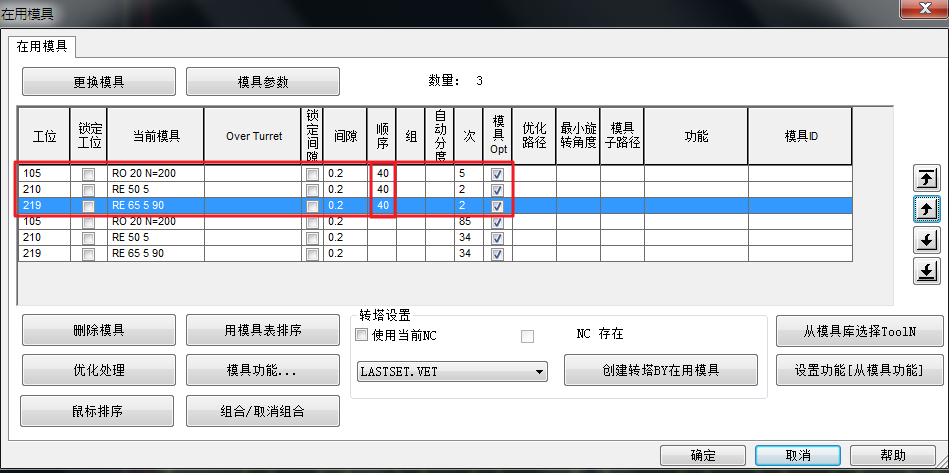 在用模具
在用模具
更换模具 模具参数 数量: 3
工位 锁定工位 当前模具 Over Turret 锁定间隙 间隙 顺序 组 自动分度 次 模具Opt 优化路径 最小旋转角度 模具子路径 功能 模具ID
105 RO 20 N=200 0.2 40 5
210 RE 50 5 0.2 40 2
219 RE 65 5 90 0.2 40 2
105 RO 20 N=200 0.2 85
210 RE 50 5 0.2 34
219 RE 65 5 90 0.2 34
转塔设置
删除模具 用模具表排序 使用当前NC NC 存在 从模具库选择ToolN
优化处理 模具功能... LASTSET.VET 创建转塔BY在用模具 设置功能[从模具功能]
鼠标排序 组合/取消组合
确定 取消 帮助